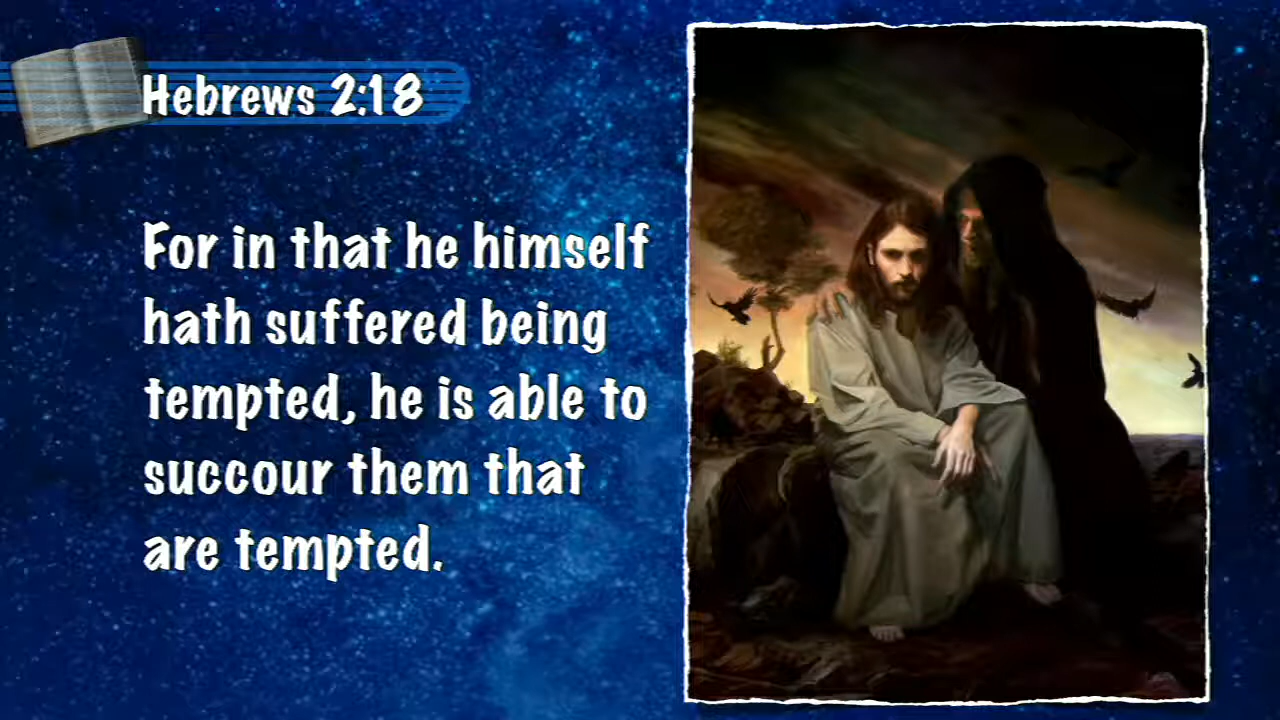 Hebrews 2:18
For in that he himself
hath suffered being
tempted, he is able to
succour them that
are tempted.